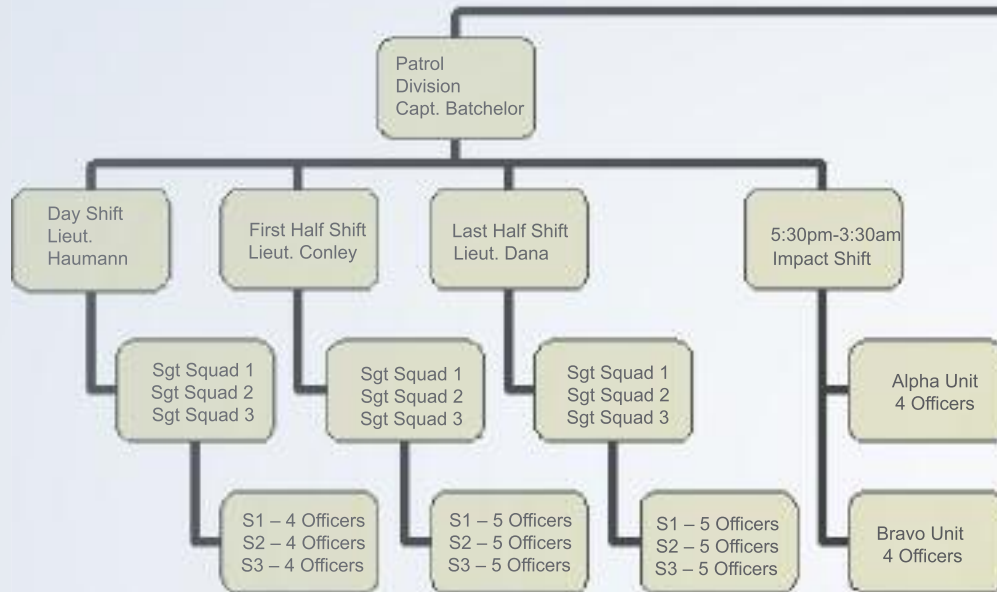 Patrol
Division
Capt. Batchelor
Day Shift
Lieut.
Haumann
First Half Shift
Lieut. Conley
Last Half Shift
Lieut. Dana
5:30pm-3:30am
Impact Shift
Sgt Squad 1
Sgt Squad 2
Sgt Squad 3
Sgt Squad 1
Sgt Squad 2
Sgt Squad 3
Sgt Squad 1
Sgt Squad 2
Sgt Squad 3
Alpha Unit
4 Officers
S1 – 4 Officers
S2 – 4 Officers
S3 – 4 Officers
S1 – 5 Officers
S2 – 5 Officers
S3 – 5 Officers
S1 – 5 Officers
S2 – 5 Officers
S3 – 5 Officers
Bravo Unit
4 Officers